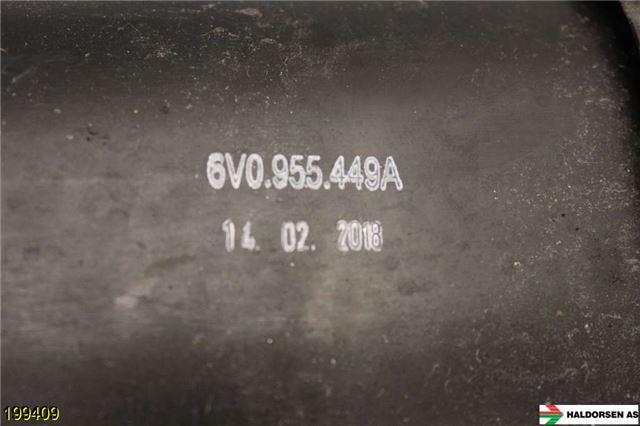 6V0.955.449A
14. 02. 2018
199409
HALDORSEN AS